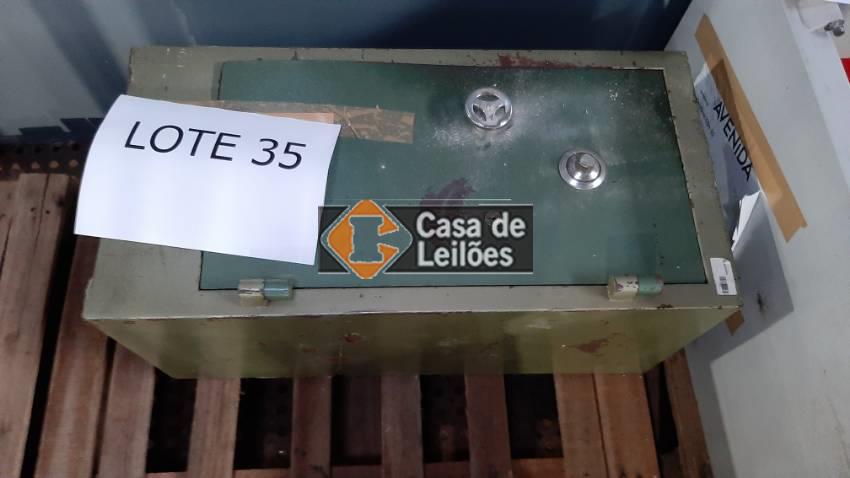 LOTE 35
Casa de
Leilões
AVENIDA